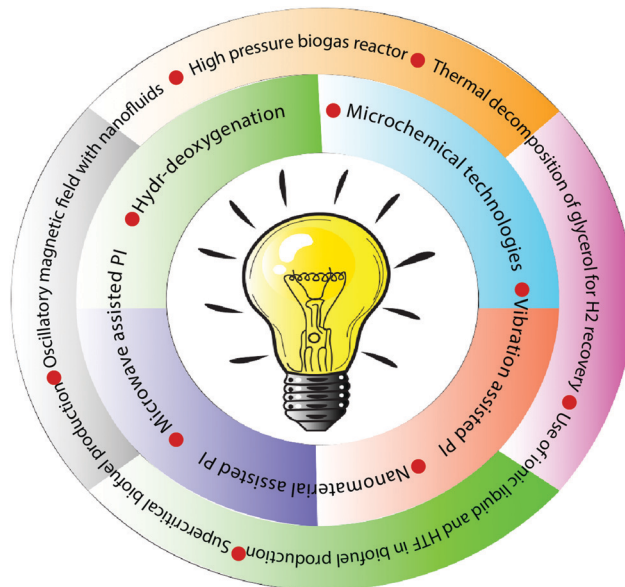 High pressure biogas reactor
Thermal decomposition of glycerol for H2 recovery
Use of ionic liquid and HTF in biofuel production
Supercritical biofuel production
Oscillatory magnetic field with nanofluids
Microchemical technologies
Vibration assisted PI
Nanomaterial assisted PI
Microwave assisted PI
Hydr-deoxygenation